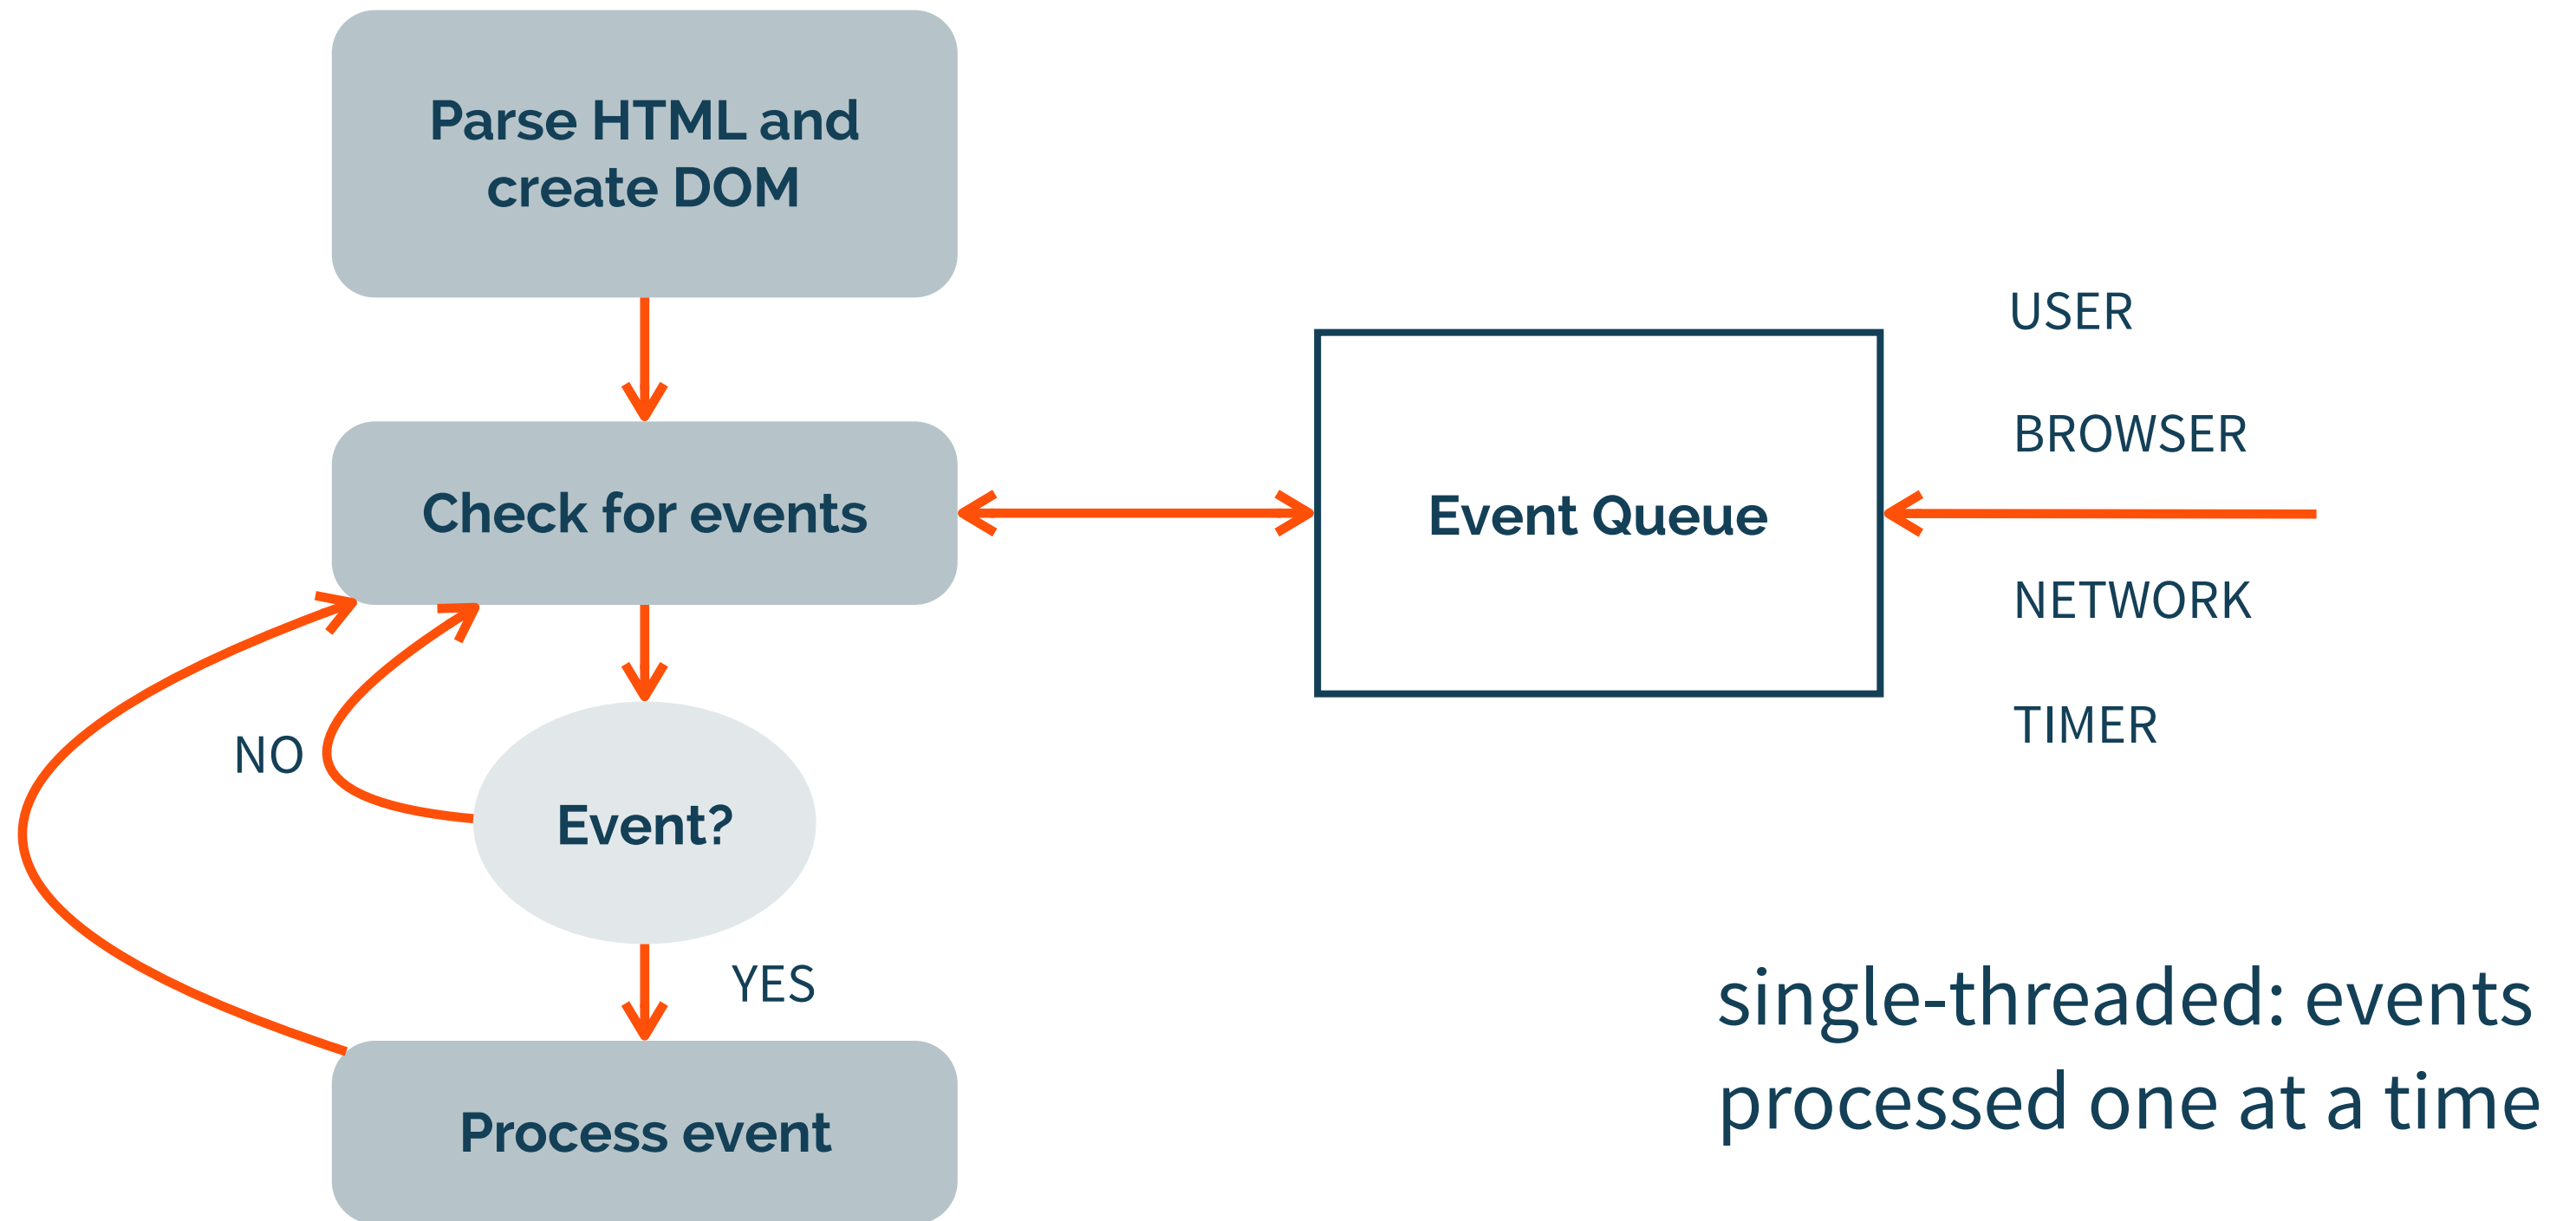 Parse HTML and
create DOM
Check for events
Event Queue
USER
BROWSER
NETWORK
TIMER
NO
Event?
YES
Process event
single-threaded: events
processed one at a time